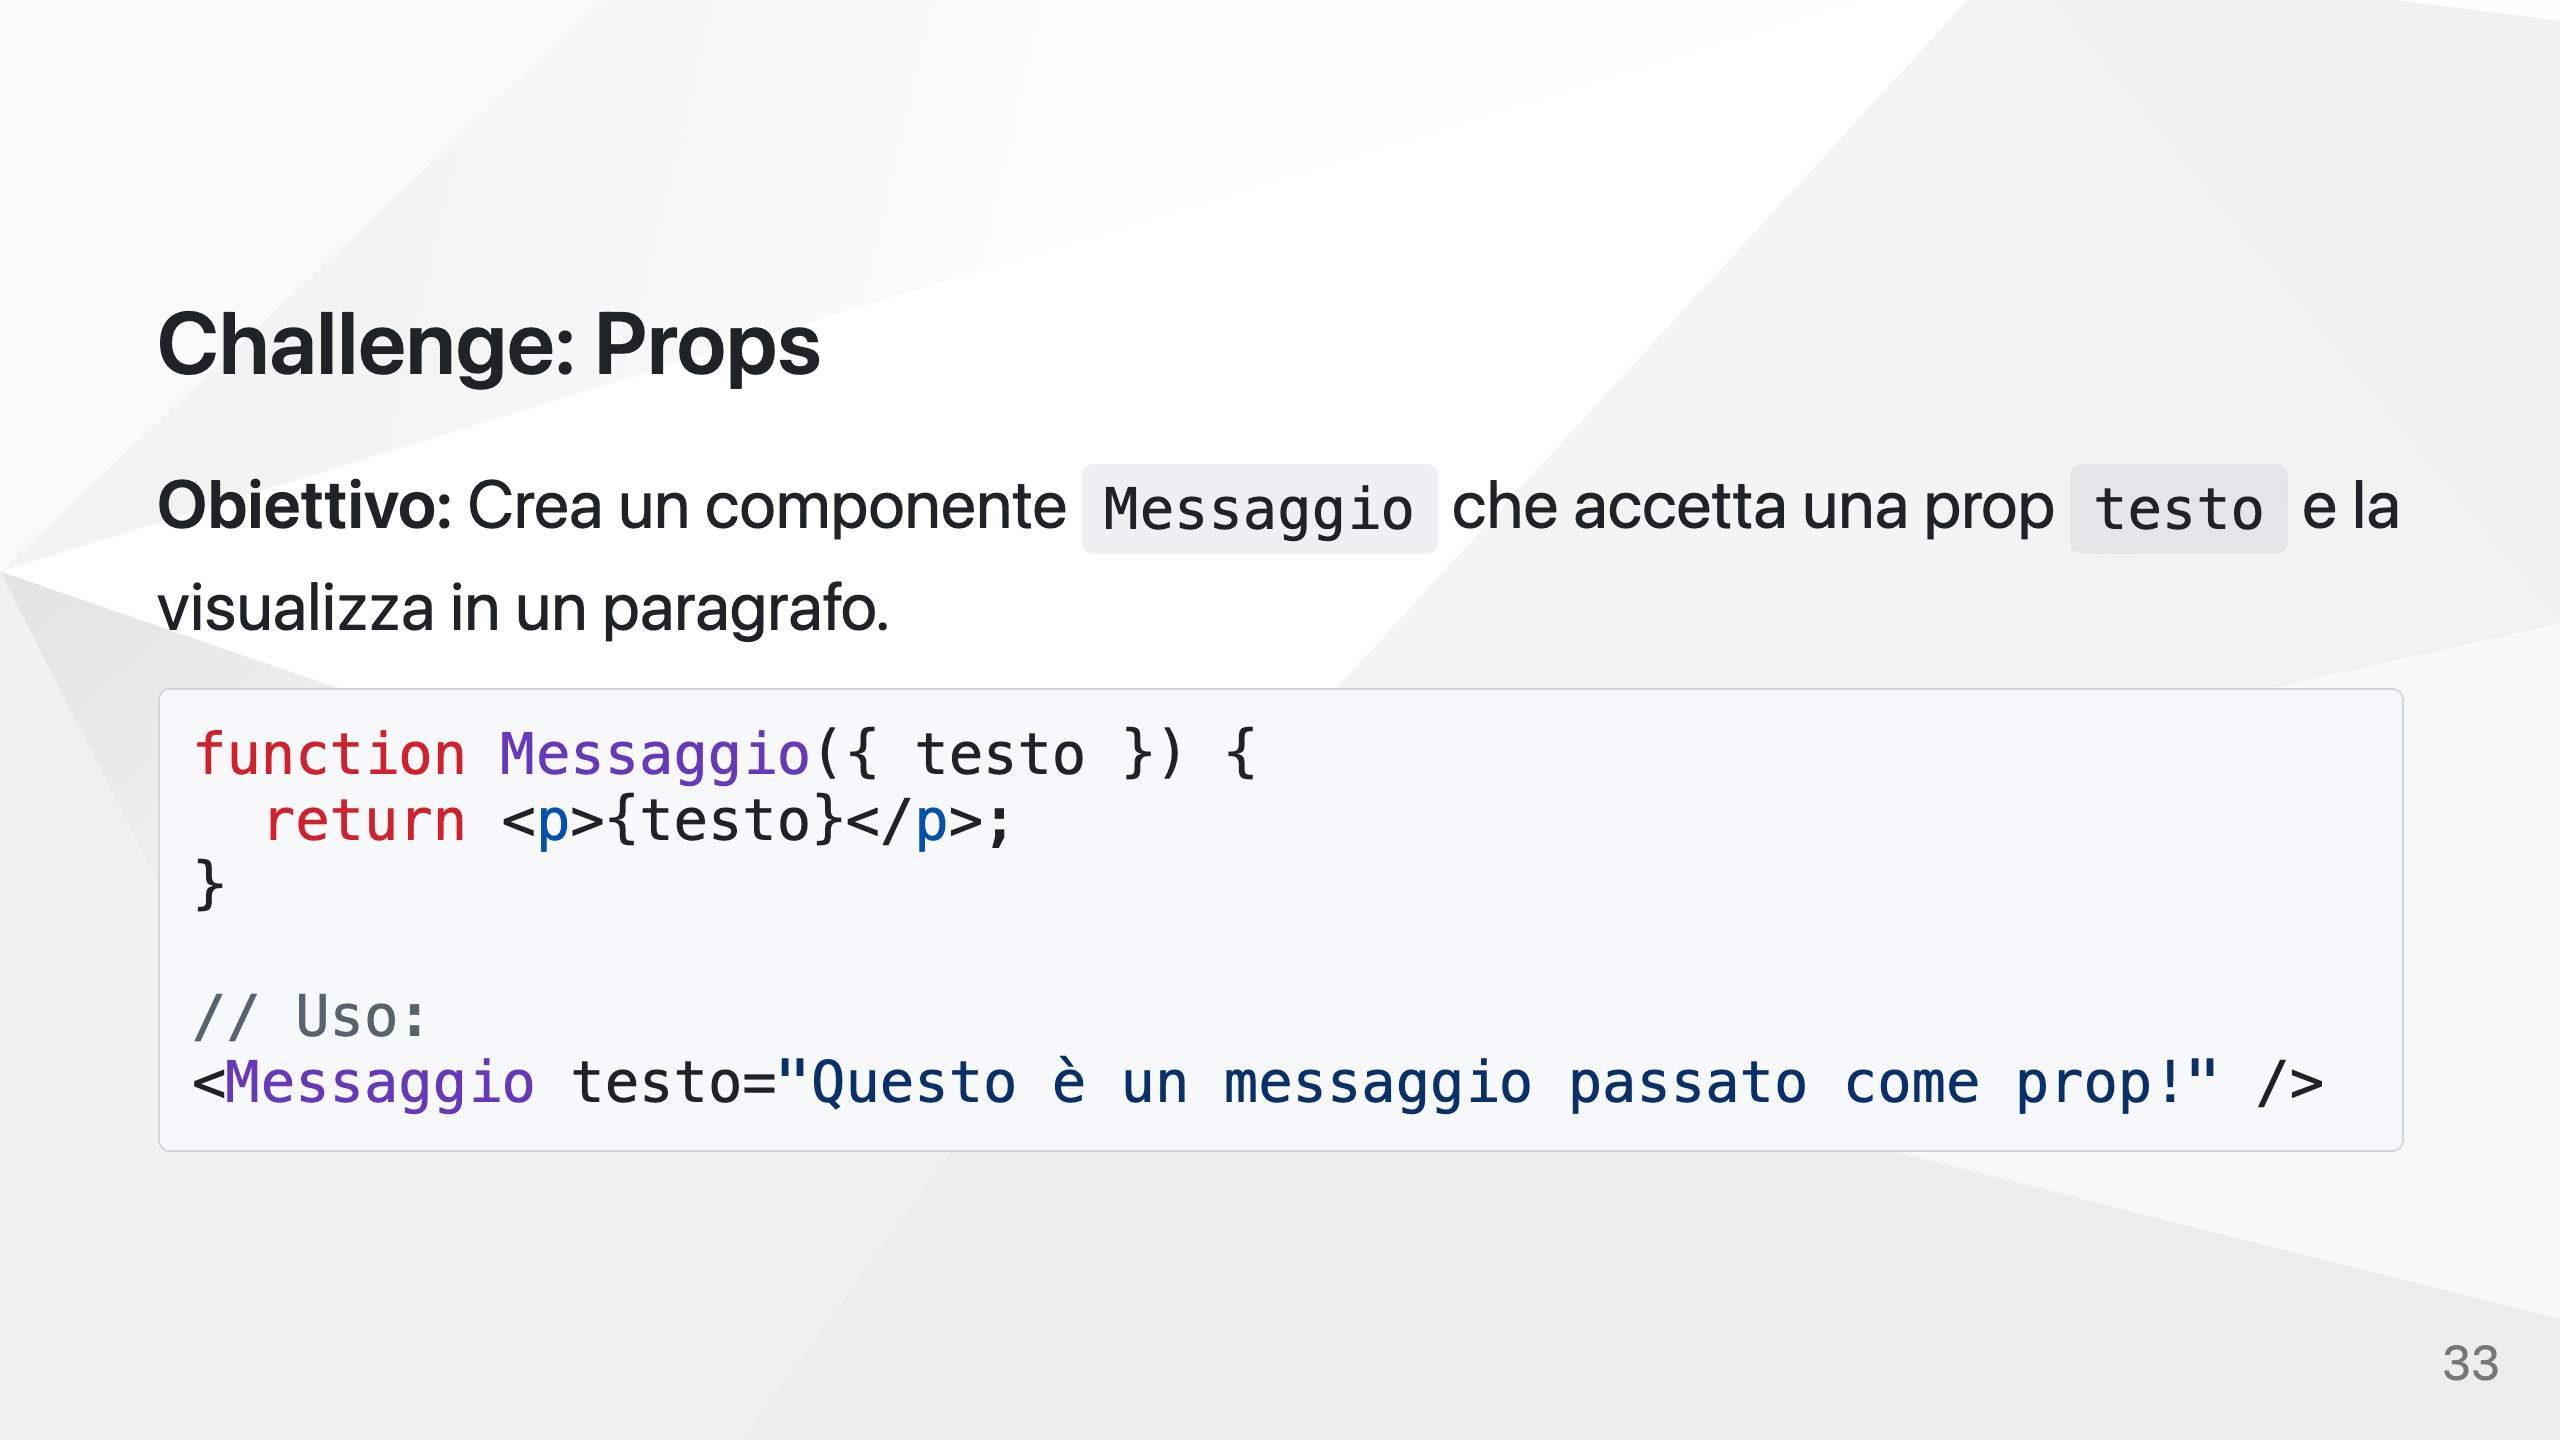 Challenge: Props
Obiettivo: Crea un componente Messaggio che accetta una prop testo e la
visualizza in un paragrafo.
function Messaggio({ testo }) {
  return <p>{testo}</p>;
}
// Uso:
<Messaggio testo="Questo è un messaggio passato come prop!" />
33